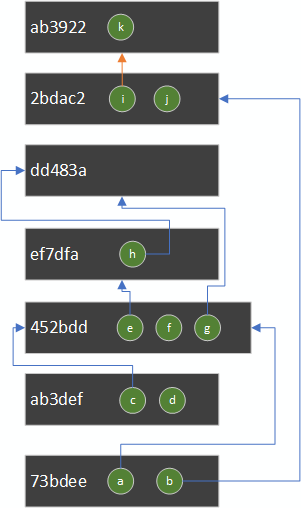 ab3922 k
2bdac2 i j
dd483a
ef7dfa h
452bdd e f g
ab3def c d
73bdee a b